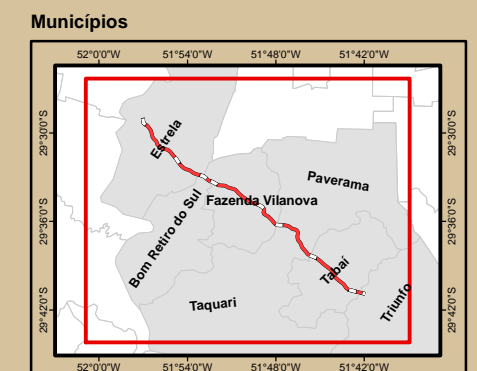 Municípios
52°0'0"W 51°54'0"W 51°48'0"W 51°42'0"W
29°30'0"S 29°30'0"S
Estrela
Paverama
Fazenda Vilanova
Bom Retiro do Sul
29°36'0"S 29°36'0"S
Tabaí
Taquari
Triunfo
29°42'0"S 29°42'0"S
52°0'0"W 51°54'0"W 51°48'0"W 51°42'0"W